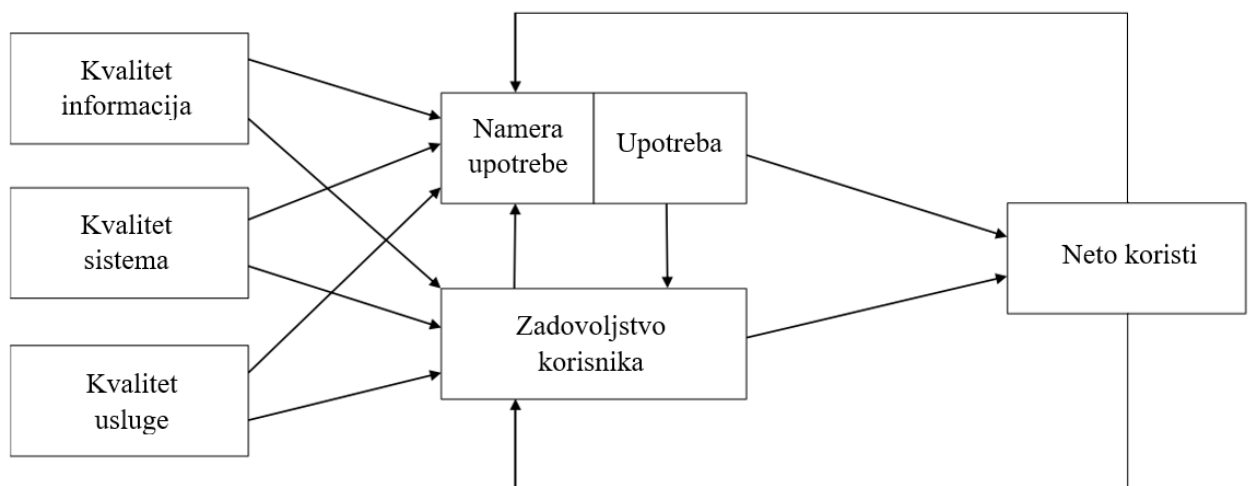 Kvalitet
informacija
Kvalitet
sistema
Kvalitet
usluge
Namera
upotrebe
Upotreba
Zadovoljstvo
korisnika
Neto koristi